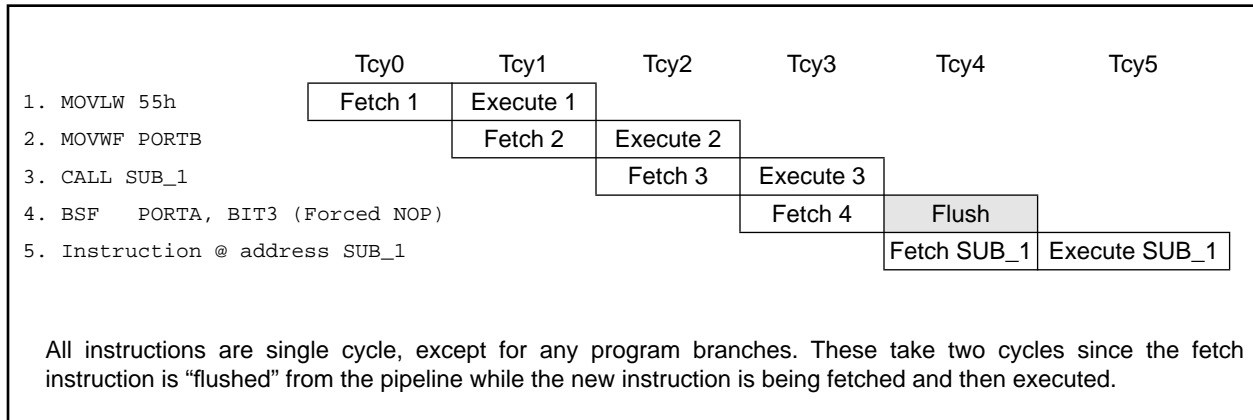 Tcy0 Tcy1 Tcy2 Tcy3 Tcy4 Tcy5
1. MOVLW 55h Fetch 1 Execute 1
2. MOVWF PORTB Fetch 2 Execute 2
3. CALL SUB_1 Fetch 3 Execute 3
4. BSF PORTA, BIT3 (Forced NOP) Fetch 4 Flush
5. Instruction @ address SUB_1 Fetch SUB_1 Execute SUB_1
All instructions are single cycle, except for any program branches. These take two cycles since the fetch
instruction is “flushed” from the pipeline while the new instruction is being fetched and then executed.